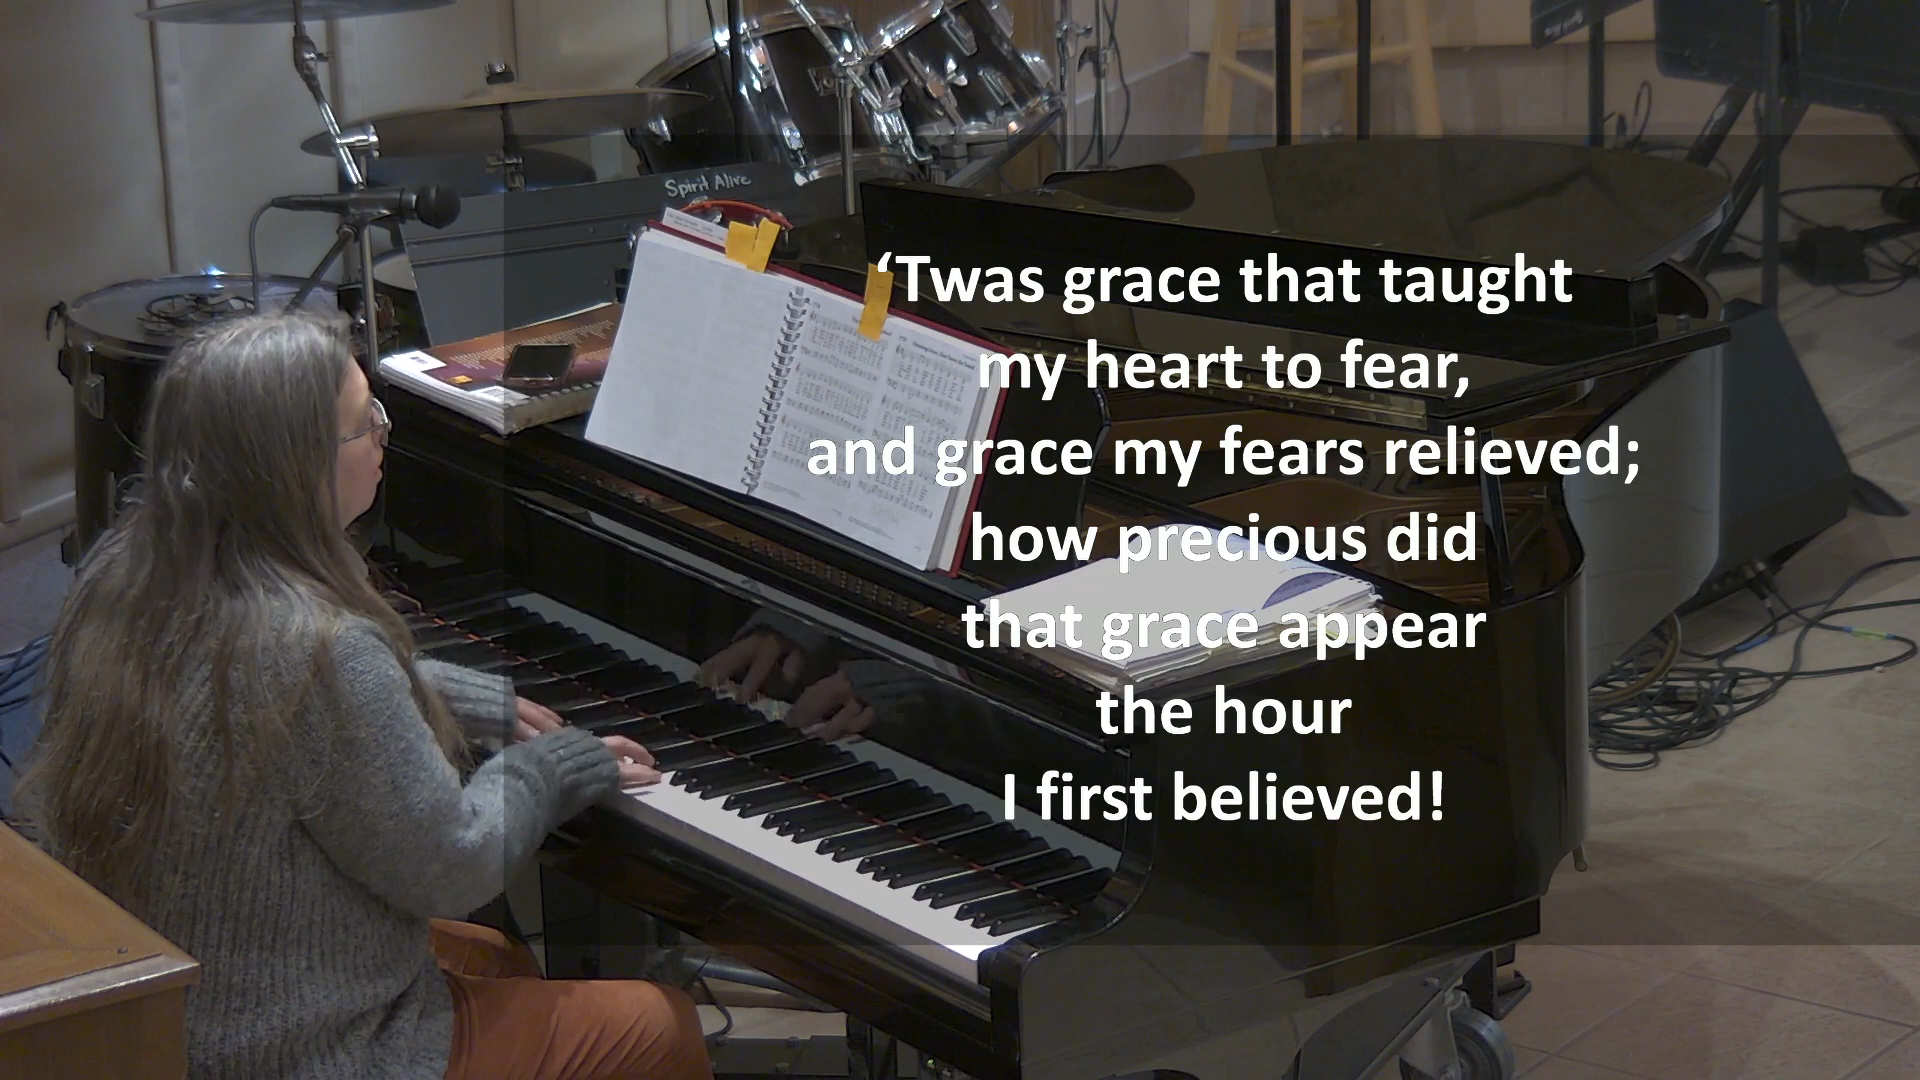 Spirit Alive
‘Twas grace that taught
my heart to fear,
and grace my fears relieved;
how precious did
that grace appear
the hour
I first believed!